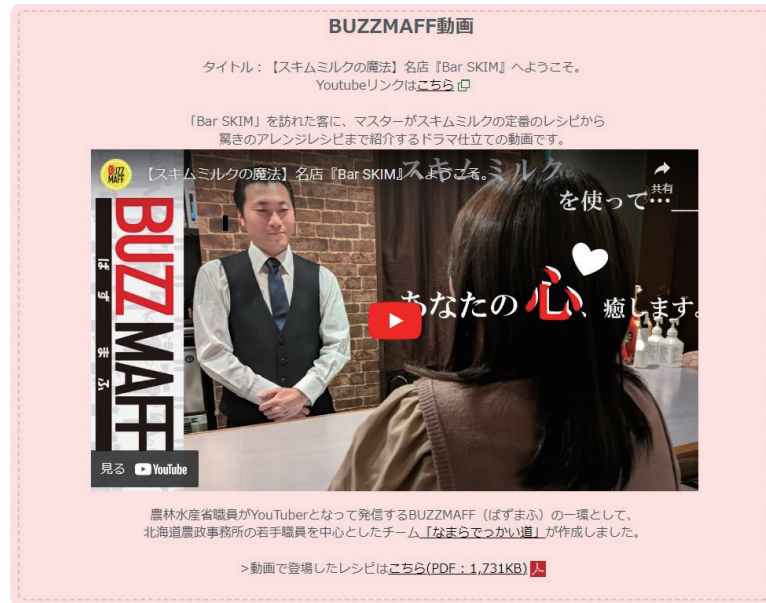 BUZZMAFF動画
タイトル：【スキムミルクの魔法】名店『Bar SKIM』へようこそ。
Youtubeリンクはこちら
「Bar SKIM」を訪れた客に、マスターがスキムミルクの定番のレシピから
驚きのアレンジレシピまで紹介するドラマ仕立ての動画です。
BUZZ MAFF
【スキムミルクの魔法】名店『Bar SKIM』へようこそ。
スキムミルク
共有
を使って…
あなたの心、癒します。
BUZZ MAFF
ばず まふ
見る YouTube
農林水産省職員がYouTuberとなって発信するBUZZMAFF（ばずまふ）の一環として、
北海道農政事務所の若手職員を中心としたチーム「なまらでっかい道」が作成しました。
>動画で登場したレシピはこちら(PDF：1,731KB)